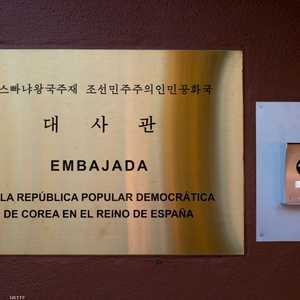 스빠냐왕국주재 조선민주주의인민공화국
대 사 관
EMBAJADA
LA REPÚBLICA POPULAR DEMOCRÁTICA
DE COREA EN EL REINO DE ESPAÑA